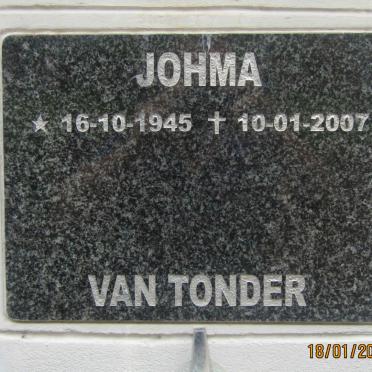 JOHMA
★ 16-10-1945 ✝ 10-01-2007
VAN TONDER
18/01/20